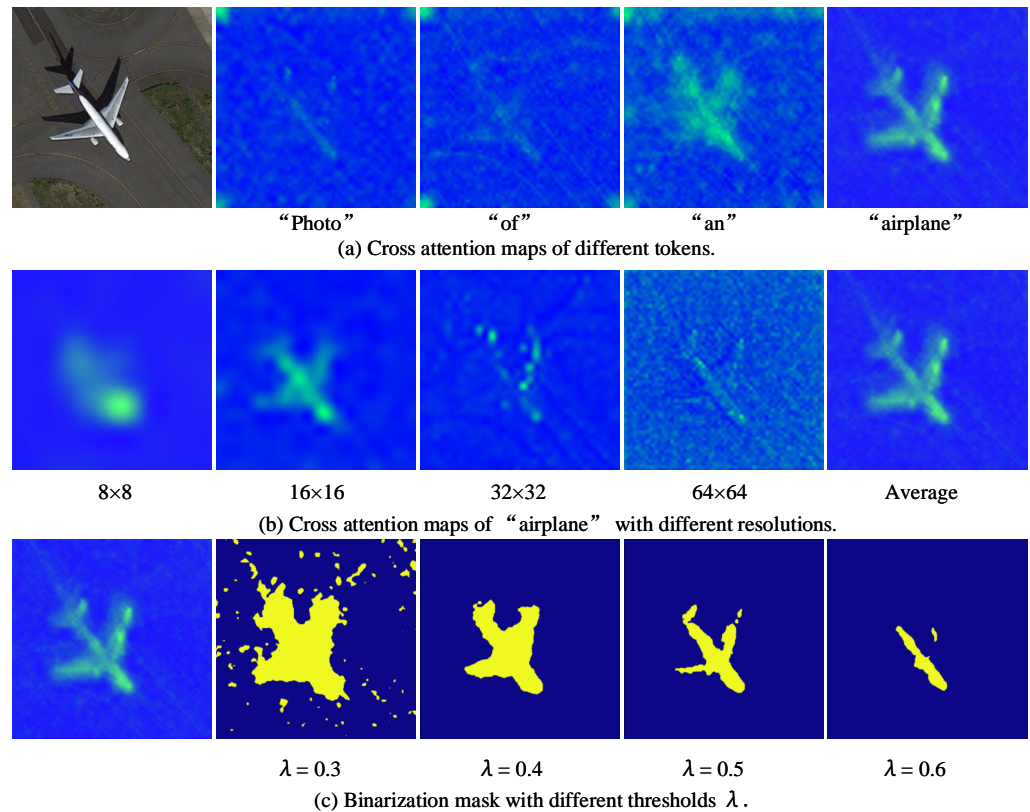 “Photo” “of” “an” “airplane”
(a) Cross attention maps of different tokens.
8×8 16×16 32×32 64×64 Average
(b) Cross attention maps of “airplane” with different resolutions.
λ = 0.3 λ = 0.4 λ = 0.5 λ = 0.6
(c) Binarization mask with different thresholds λ.